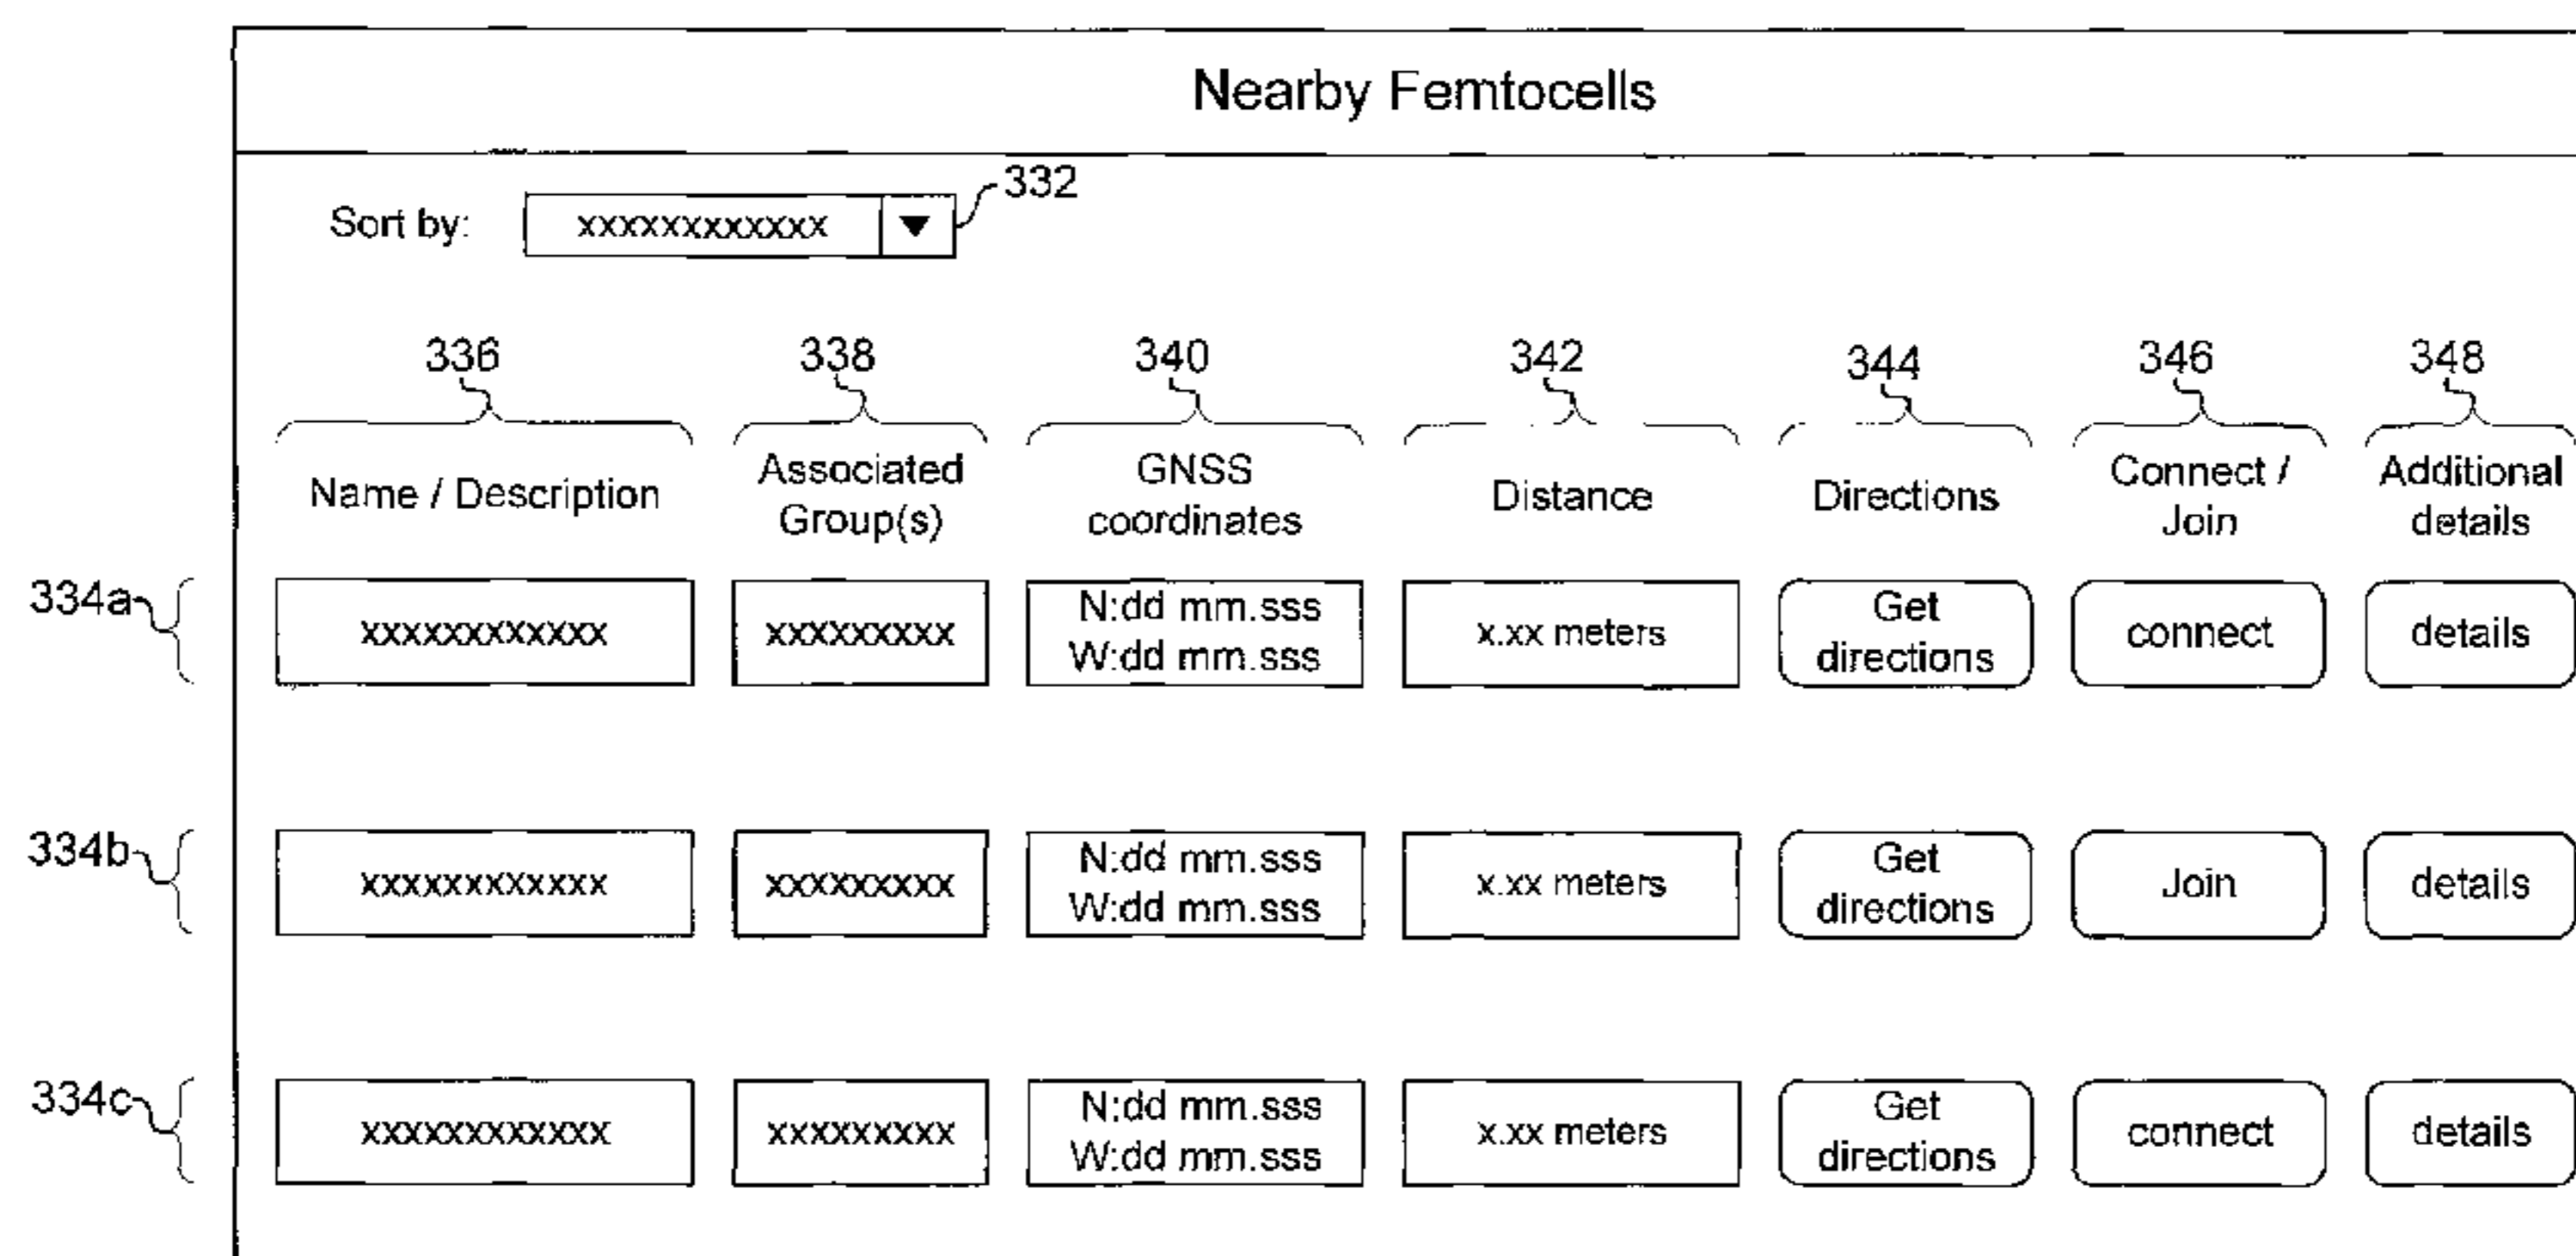 Nearby Femtocells
332
Sort by: xxxxxxxxxxxx
336 338 340 342 344 346 348
Name / Description Associated Group(s) GNSS coordinates Distance Directions Connect / Join Additional details
334a xxxxxxxxxxxx xxxxxxxxx N:dd mm.sss W:dd mm.sss x.xx meters Get directions connect details
334b xxxxxxxxxxxx xxxxxxxxx N:dd mm.sss W:dd mm.sss x.xx meters Get directions Join details
334c xxxxxxxxxxxx xxxxxxxxx N:dd mm.sss W:dd mm.sss x.xx meters Get directions connect details